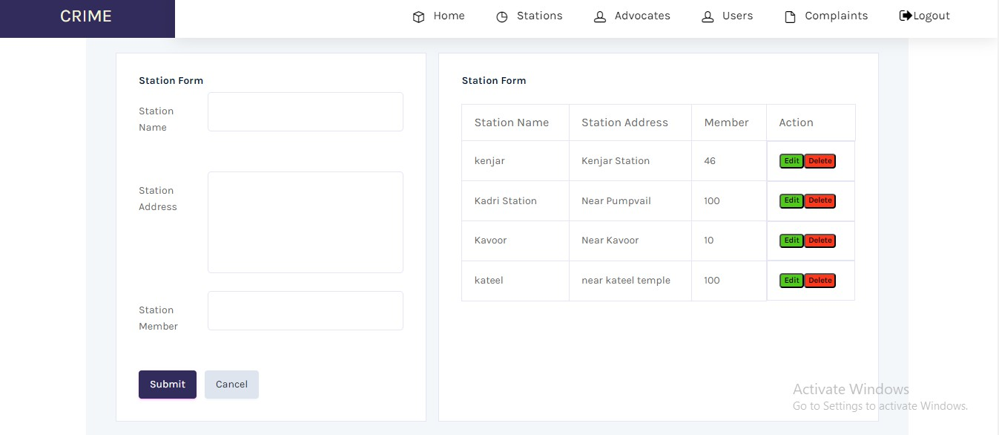 CRIME
Home Stations Advocates Users Complaints Logout
Station Form
Station
Name
Station
Address
Station
Member
Submit Cancel
Station Form
Station Name Station Address Member Action
kenjar Kenjar Station 46 Edit Delete
Kadri Station Near Pumpvail 100 Edit Delete
Kavoor Near Kavoor 10 Edit Delete
kateel near kateel temple 100 Edit Delete
Activate Windows
Go to Settings to activate Windows.